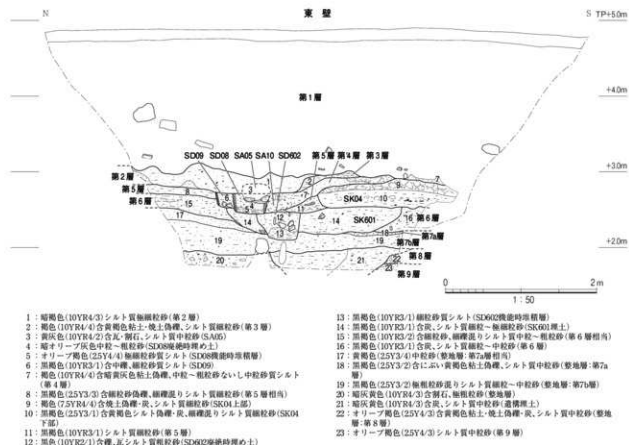 東 壁
N
S
TP+5.0m
+4.0m
+3.0m
+2.0m
第1層
SD09
SD08
SA05
SA10
SD602
第5層
第4層
第3層
第2層
第5層
第6層
SK04
SK601
第6層
第7a層
第7b層
第8層
第9層
0
2m
1:50
1:暗褐色(10YR4/3)シルト質極細粒砂(第2層)
2:褐色(10YR4/4)含黄褐色粘土・焼土偽礫、シルト質細粒砂(第3層)
3:黄灰色(10YR4/2)含瓦・礫石、シルト質中粒砂(SA05)
4:暗オリーブ灰色中粒〜粗粒砂(SD08廃絶時埋め土)
5:オリーブ褐色(2.5Y4/4)極細粒砂質シルト(SD08機能時堆積層)
6:黒褐色(10YR3/1)含中礫、細粒砂質シルト(SD09)
7:褐色(10YR4/4)含暗黄灰色粘土偽礫、中粒〜粗粒砂ないし中粒砂質シルト
(第4層)
8:黒褐色(2.5Y3/3)含細粒砂偽礫、細礫混りシルト質細粒砂(第5層相当)
9:褐色(7.5YR4/4)含焼土偽礫・炭、シルト質細粒砂(SK04上部)
10:黒褐色(2.5Y3/1)含黄褐色シルト偽礫・炭、細礫混りシルト質細粒砂(SK04
下部)
11:黒褐色(10YR3/1)シルト質細粒砂(第5層)
12:黒色(10YR2/1)含礫、瓦シルト質粗粒砂(SD602廃絶時埋め土)
13:黒褐色(10YR3/1)細粒砂質シルト(SD602機能時堆積層)
14:黒褐色(10YR3/1)含炭、シルト質細粒〜極細粒砂(SK601埋土)
15:黒褐色(2.5Y3/2)含細粒砂、細礫混りシルト質中粒〜粗粒砂(第6層相当)
16:黒褐色(10YR3/1)含炭、シルト質細粒〜中粒砂(第6層)
17:黄褐色(2.5Y3/4)中粒砂(整地層:第7a層相当)
18:黒褐色(2.5Y3/2)含にぶい黄褐色粘土偽礫、シルト質中粒砂(整地層:第7a
層)
19:黒褐色(2.5Y3/2)極粗粒砂混りシルト質細粒〜中粒砂(整地層:第7b層)
20:暗灰黄色(10YR4/3)含礫石、極粗粒砂(整地層)
21:暗灰黄色(10YR4/3)含炭、シルト質中粒砂(遺構埋土)
22:オリーブ褐色(2.5Y4/3)含黄褐色粘土・焼土偽礫・炭、シルト質中粒砂(整地
層:第8層)
23:オリーブ褐色(2.5Y4/3)シルト質中粒砂(第9層)